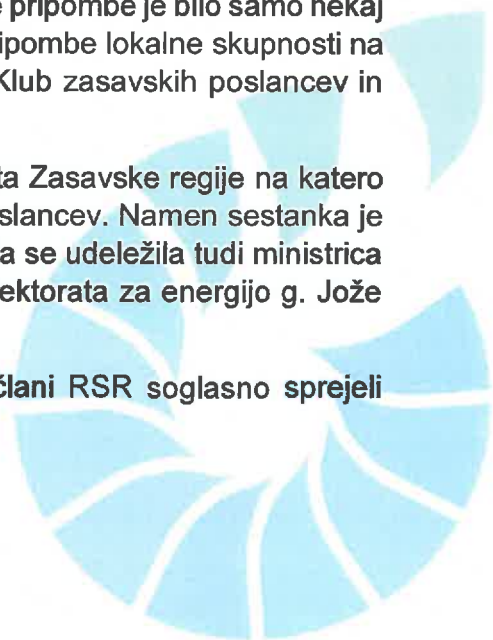 e pripombe je bilo samo nekaj
ipombe lokalne skupnosti na
Klub zasavskih poslancev in
ta Zasavske regije na katero
slancev. Namen sestanka je
a se udeležila tudi ministrica
ektorata za energijo g. Jože
člani RSR soglasno sprejeli